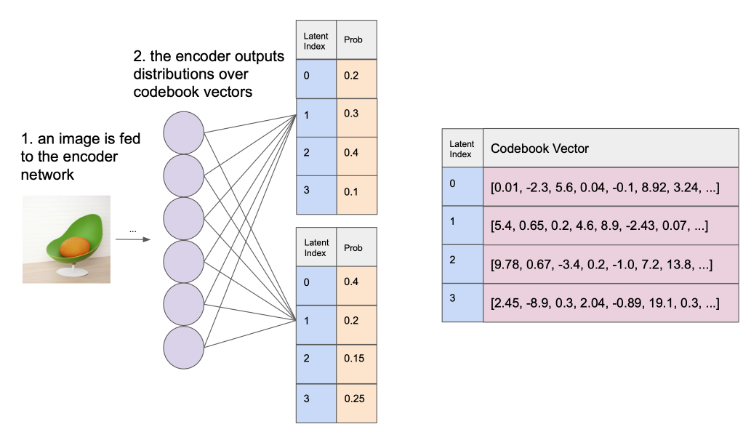 1. an image is fed
to the encoder
network
...
2. the encoder outputs
distributions over
codebook vectors
Latent Index Prob
0 0.2
1 0.3
2 0.4
3 0.1
Latent Index Prob
0 0.4
1 0.2
2 0.15
3 0.25
Latent Index Codebook Vector
0 [0.01, -2.3, 5.6, 0.04, -0.1, 8.92, 3.24, ...]
1 [5.4, 0.65, 0.2, 4.6, 8.9, -2.43, 0.07, ...]
2 [9.78, 0.67, -3.4, 0.2, -1.0, 7.2, 13.8, ...]
3 [2.45, -8.9, 0.3, 2.04, -0.89, 19.1, 0.3, ...]